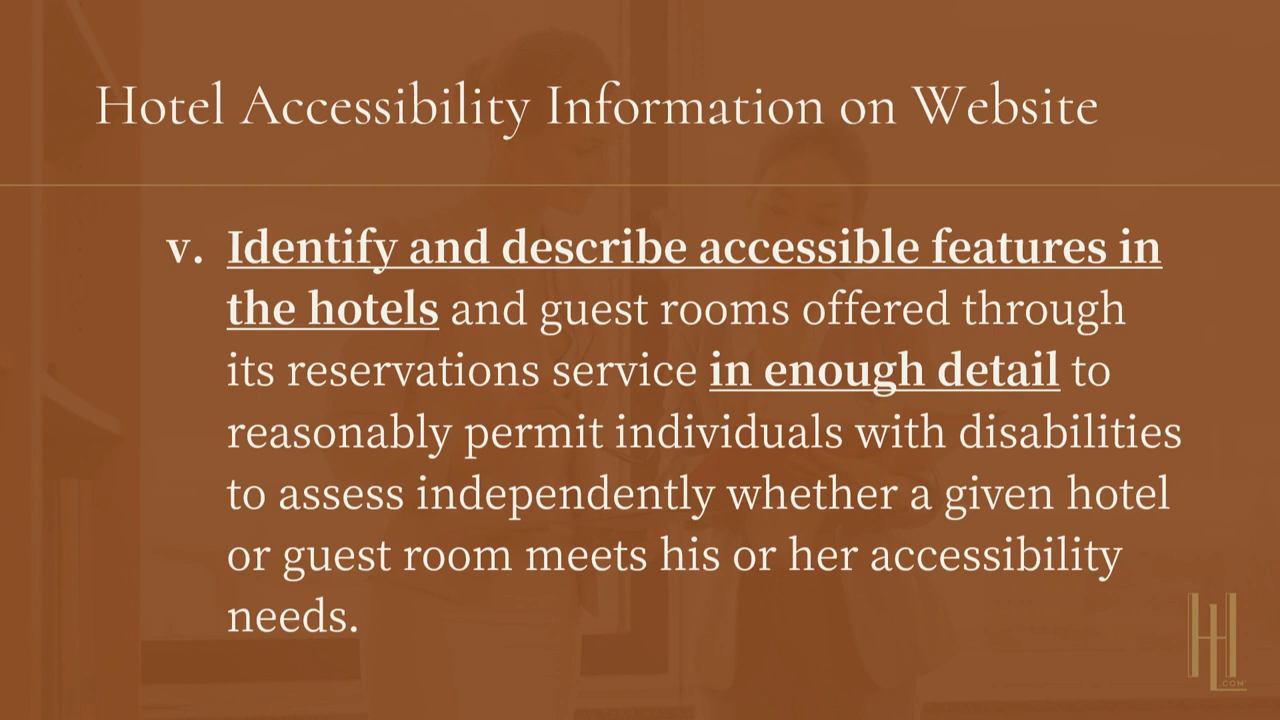 Hotel Accessibility Information on Website
v. Identify and describe accessible features in
the hotels and guest rooms offered through
its reservations service in enough detail to
reasonably permit individuals with disabilities
to assess independently whether a given hotel
or guest room meets his or her accessibility
needs.
HL
.COM